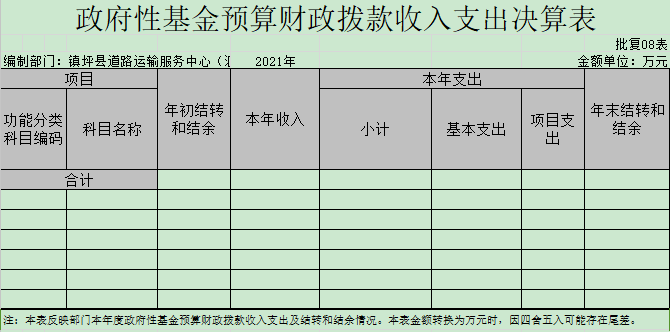 政府性基金预算财政拨款收入支出决算表
批复08表
编制部门：镇坪县道路运输服务中心（ 2021年 金额单位：万元
项目 年初结转和结余 本年收入 本年支出 年末结转和结余
功能分类科目编码 科目名称 小计 基本支出 项目支出
合计
注：本表反映部门本年度政府性基金预算财政拨款收入支出及结转和结余情况。本表金额转换为万元时，因四舍五入可能存在尾差。